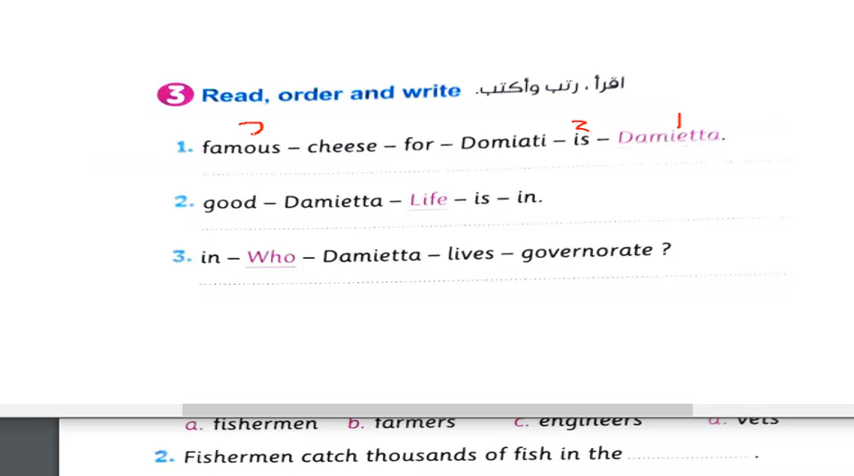 3 Read, order and write اقرأ ، رتب وأكتب.
2 1
1. famous – cheese – for – Domiati – is – Damietta.
2. good – Damietta – Life – is – in.
3. in – Who – Damietta – lives – governorate ?
a. fishermen b. farmers c. engineers d. vets
2. Fishermen catch thousands of fish in the .................... .